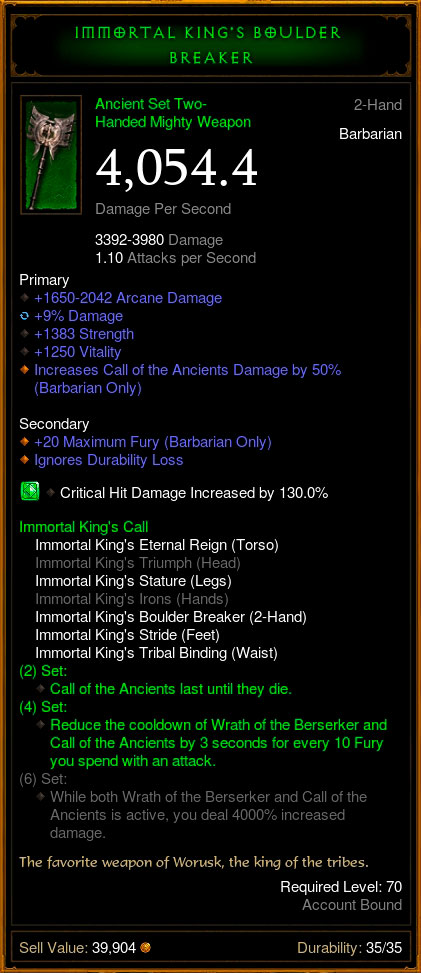 IMMORTAL KING'S BOULDER
BREAKER
Ancient Set Two-
Handed Mighty Weapon
2-Hand
Barbarian
4,054.4
Damage Per Second
3392-3980 Damage
1.10 Attacks per Second
Primary
+1650-2042 Arcane Damage
+9% Damage
+1383 Strength
+1250 Vitality
Increases Call of the Ancients Damage by 50%
(Barbarian Only)
Secondary
+20 Maximum Fury (Barbarian Only)
Ignores Durability Loss
Critical Hit Damage Increased by 130.0%
Immortal King's Call
Immortal King's Eternal Reign (Torso)
Immortal King's Triumph (Head)
Immortal King's Stature (Legs)
Immortal King's Irons (Hands)
Immortal King's Boulder Breaker (2-Hand)
Immortal King's Stride (Feet)
Immortal King's Tribal Binding (Waist)
(2) Set:
Call of the Ancients last until they die.
(4) Set:
Reduce the cooldown of Wrath of the Berserker and
Call of the Ancients by 3 seconds for every 10 Fury
you spend with an attack.
(6) Set:
While both Wrath of the Berserker and Call of the
Ancients is active, you deal 4000% increased
damage.
The favorite weapon of Worusk, the king of the tribes.
Required Level: 70
Account Bound
Sell Value: 39,904
Durability: 35/35